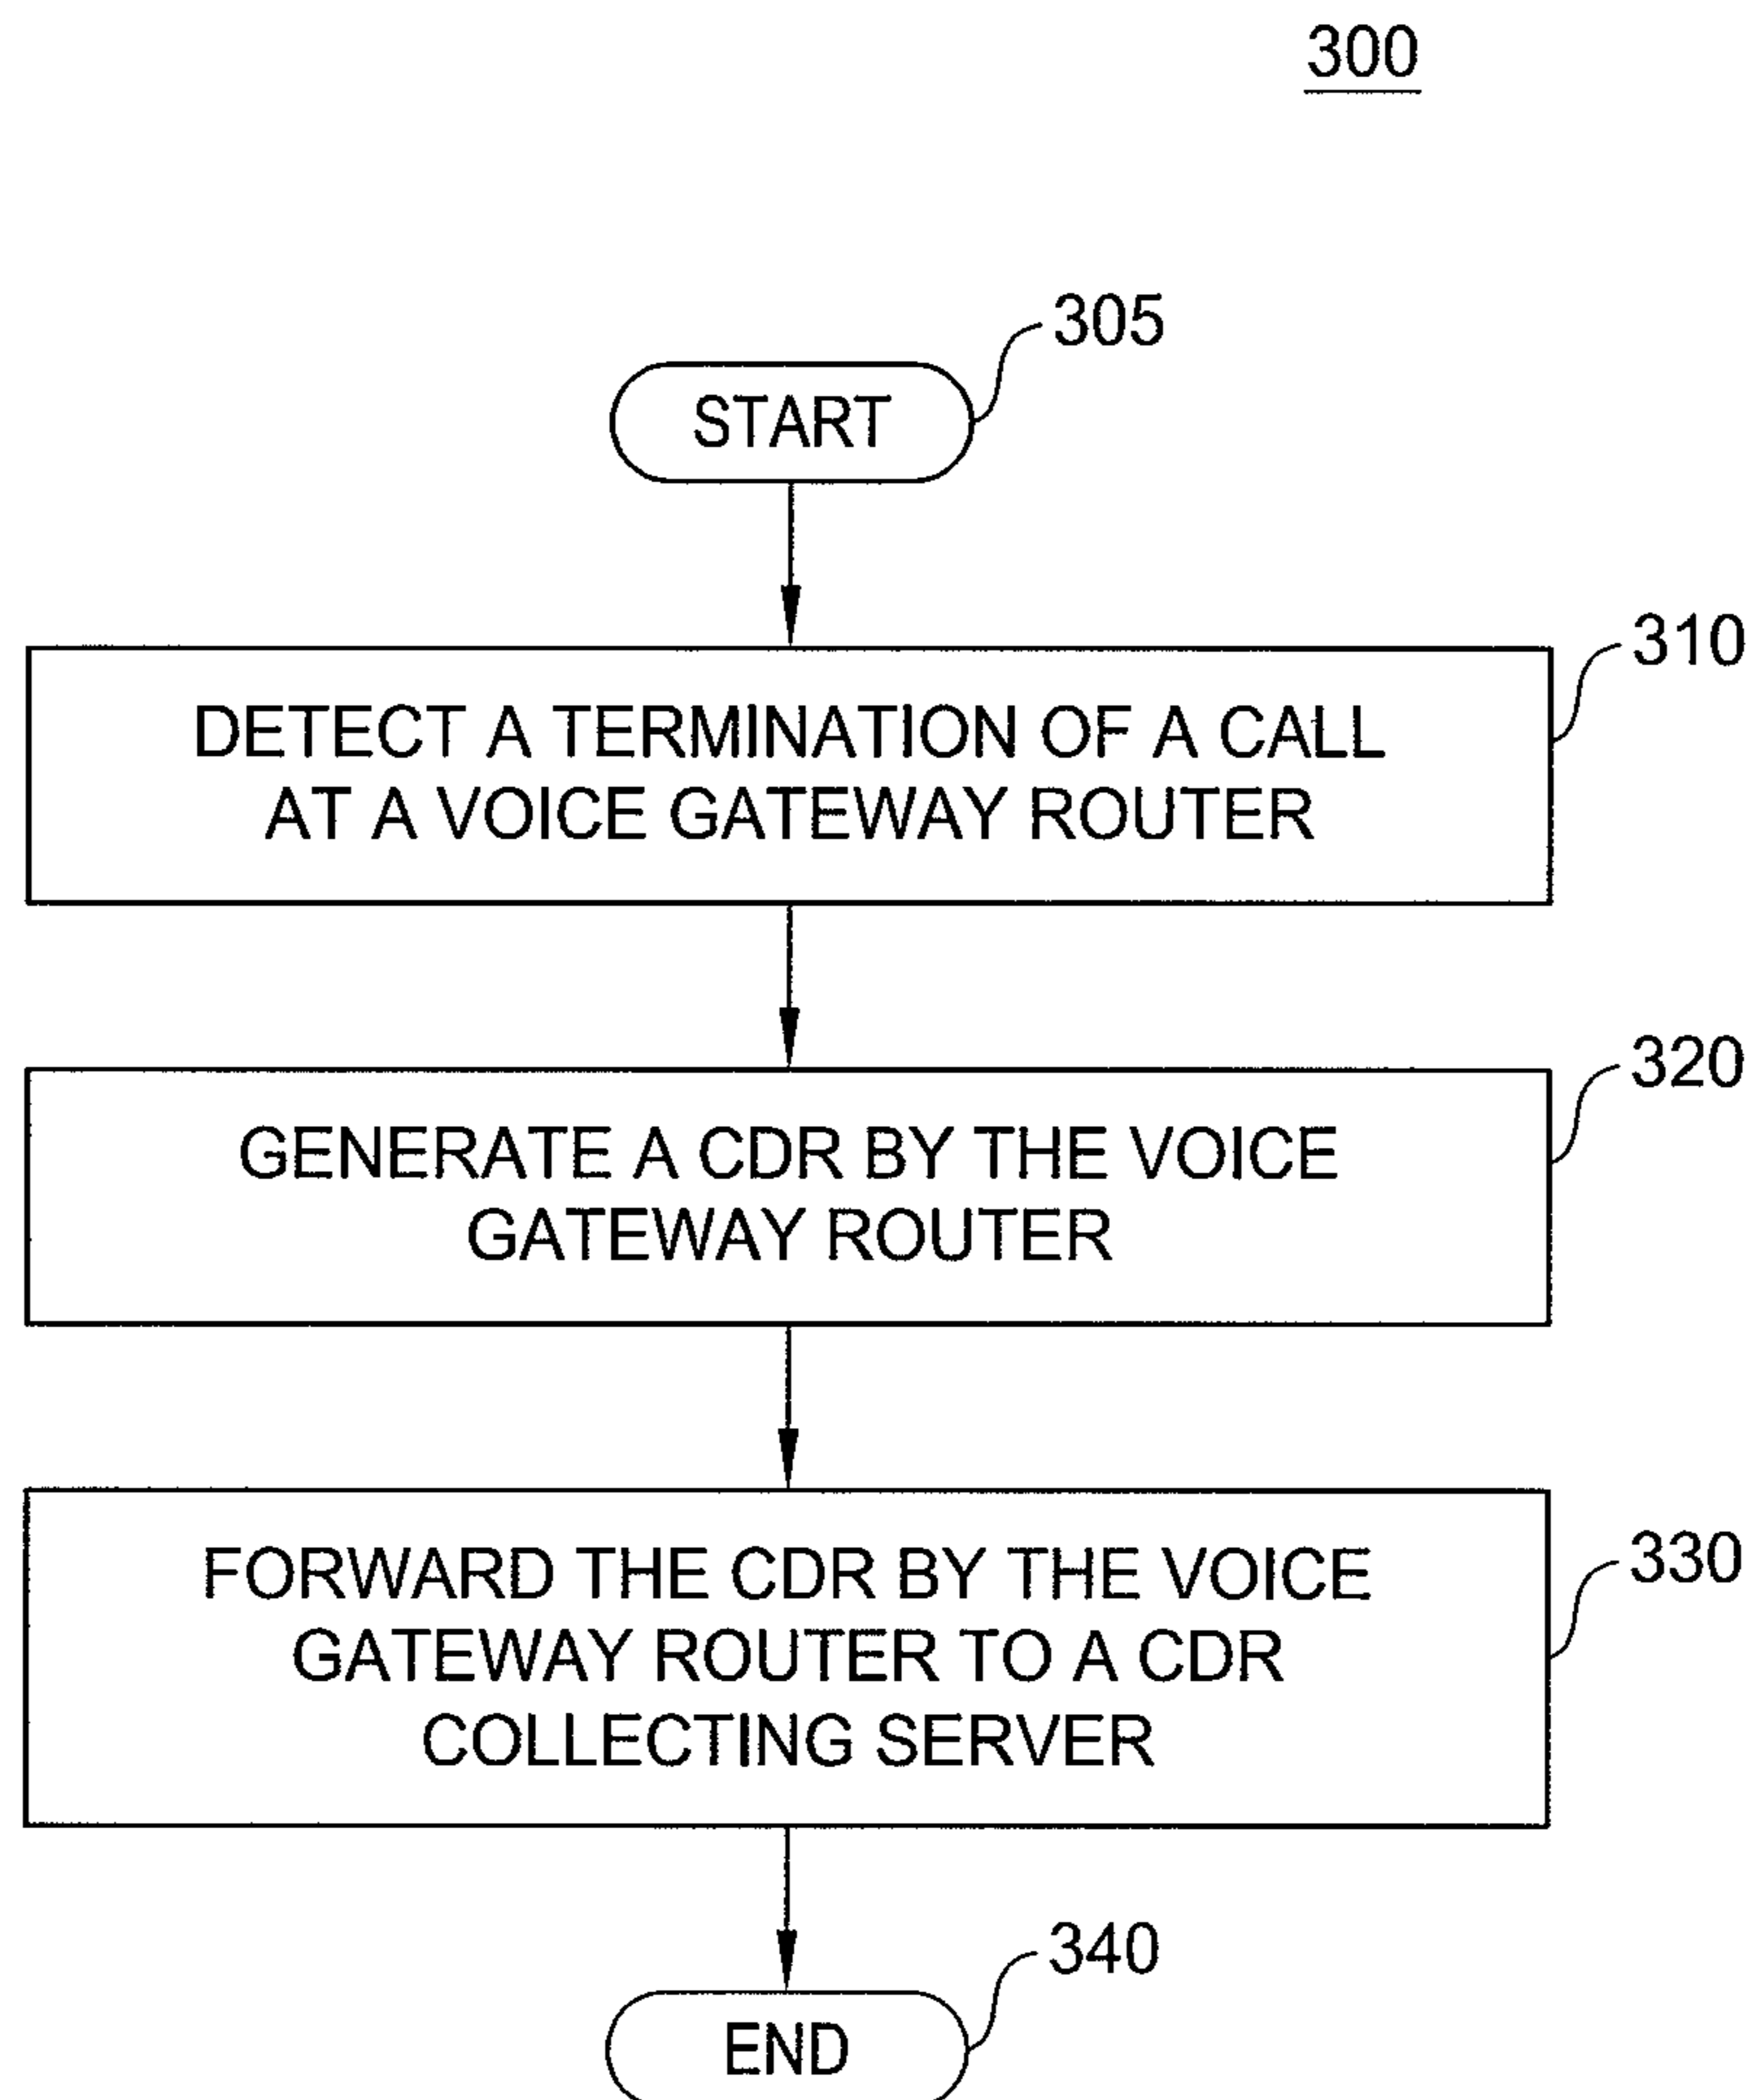 300
305
START
310
DETECT A TERMINATION OF A CALL
AT A VOICE GATEWAY ROUTER
320
GENERATE A CDR BY THE VOICE
GATEWAY ROUTER
330
FORWARD THE CDR BY THE VOICE
GATEWAY ROUTER TO A CDR
COLLECTING SERVER
340
END